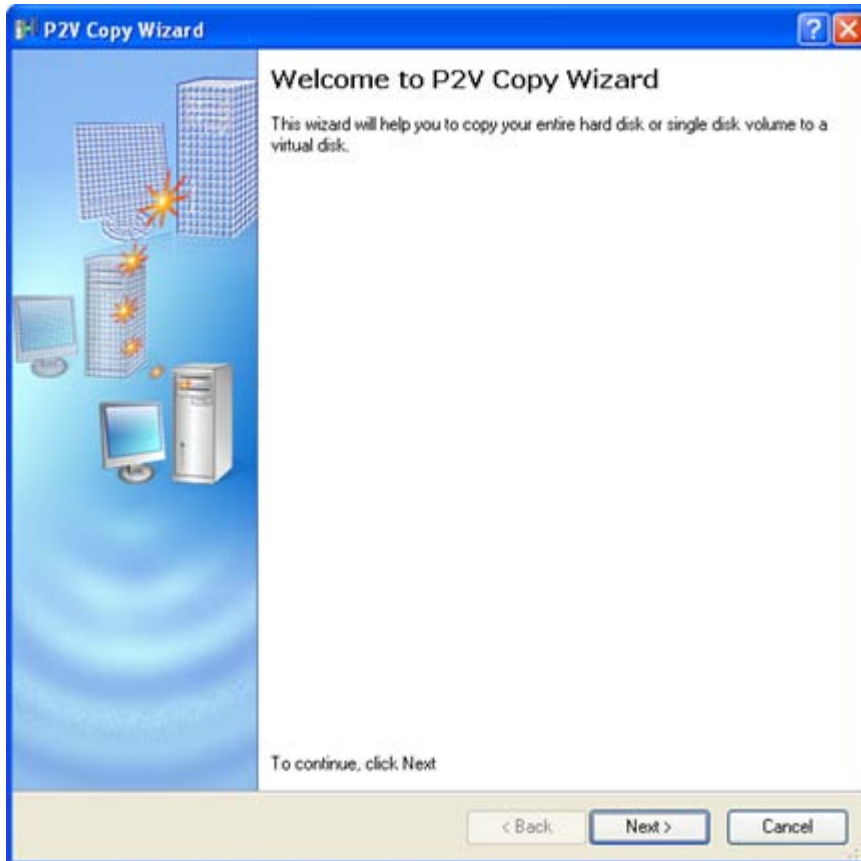 P2V Copy Wizard
Welcome to P2V Copy Wizard
This wizard will help you to copy your entire hard disk or single disk volume to a
virtual disk.
To continue, click Next
< Back
Next >
Cancel